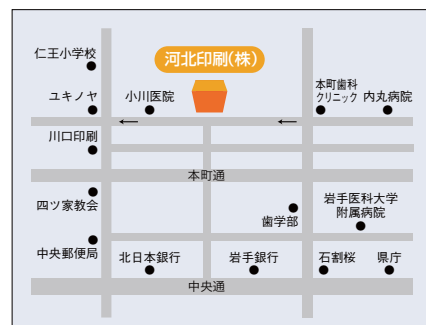 仁王小学校
河北印刷(株)
ユキノヤ
小川医院
本町歯科
クリニック
内丸病院
川口印刷
本町通
四ツ家教会
岩手医科大学
附属病院
歯学部
中央郵便局
北日本銀行
岩手銀行
石割桜
県庁
中央通